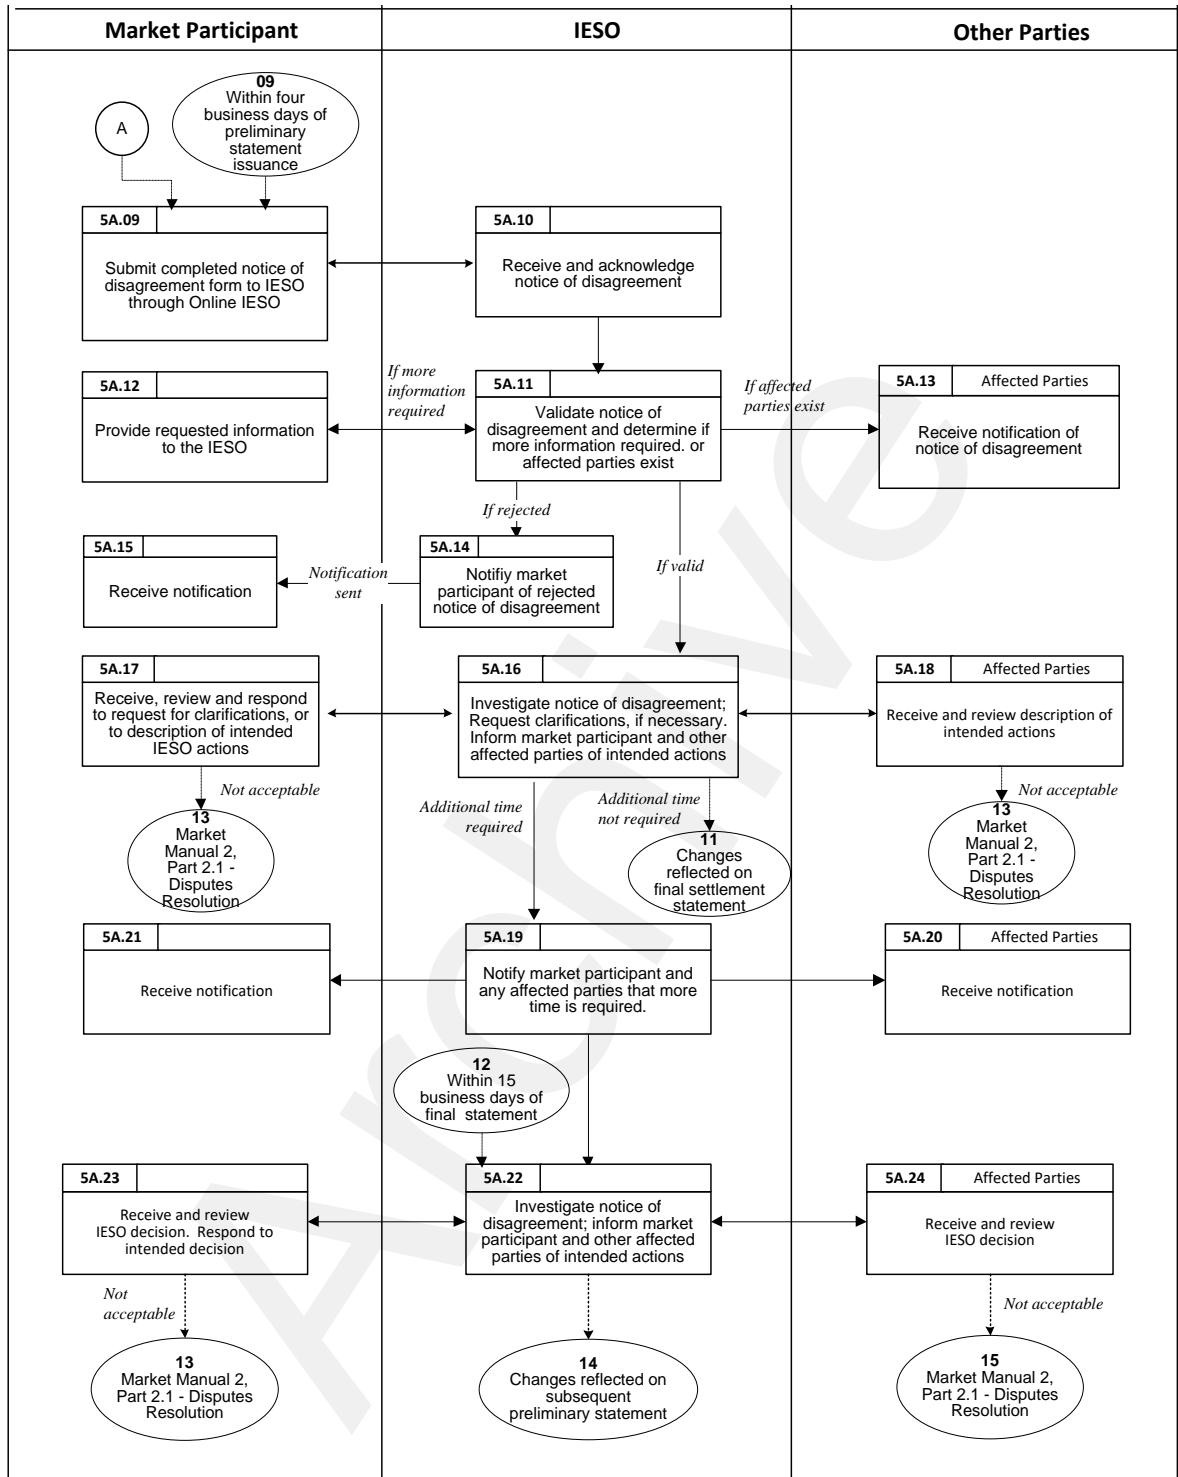 Market Participant
IESO
Other Parties
A
09
Within four
business days of
preliminary
statement
issuance
5A.09
Submit completed notice of
disagreement form to IESO
through Online IESO
5A.10
Receive and acknowledge
notice of disagreement
5A.12
Provide requested information
to the IESO
If more
information
required
5A.11
Validate notice of
disagreement and determine if
more information required. or
affected parties exist
If affected
parties exist
5A.13
Affected Parties
Receive notification of
notice of disagreement
If rejected
If valid
5A.15
Receive notification
Notification
sent
5A.14
Notifiy market
participant of rejected
notice of disagreement
5A.17
Receive, review and respond
to request for clarifications, or
to description of intended
IESO actions
5A.16
Investigate notice of disagreement;
Request clarifications, if necessary.
Inform market participant and other
affected parties of intended actions
5A.18
Affected Parties
Receive and review description of
intended actions
Not acceptable
13
Market
Manual 2,
Part 2.1 -
Disputes
Resolution
Additional time
required
Additional time
not required
11
Changes
reflected on
final settlement
statement
Not acceptable
13
Market
Manual 2,
Part 2.1 -
Disputes
Resolution
5A.21
Receive notification
5A.19
Notify market participant and
any affected parties that more
time is required.
5A.20
Affected Parties
Receive notification
12
Within 15
business days of
final statement
5A.23
Receive and review
IESO decision. Respond to
intended decision
5A.22
Investigate notice of
disagreement; inform market
participant and other affected
parties of intended actions
5A.24
Affected Parties
Receive and review
IESO decision
Not
acceptable
13
Market Manual 2,
Part 2.1 - Disputes
Resolution
14
Changes reflected on
subsequent
preliminary statement
Not acceptable
15
Market Manual 2,
Part 2.1 - Disputes
Resolution
Archive